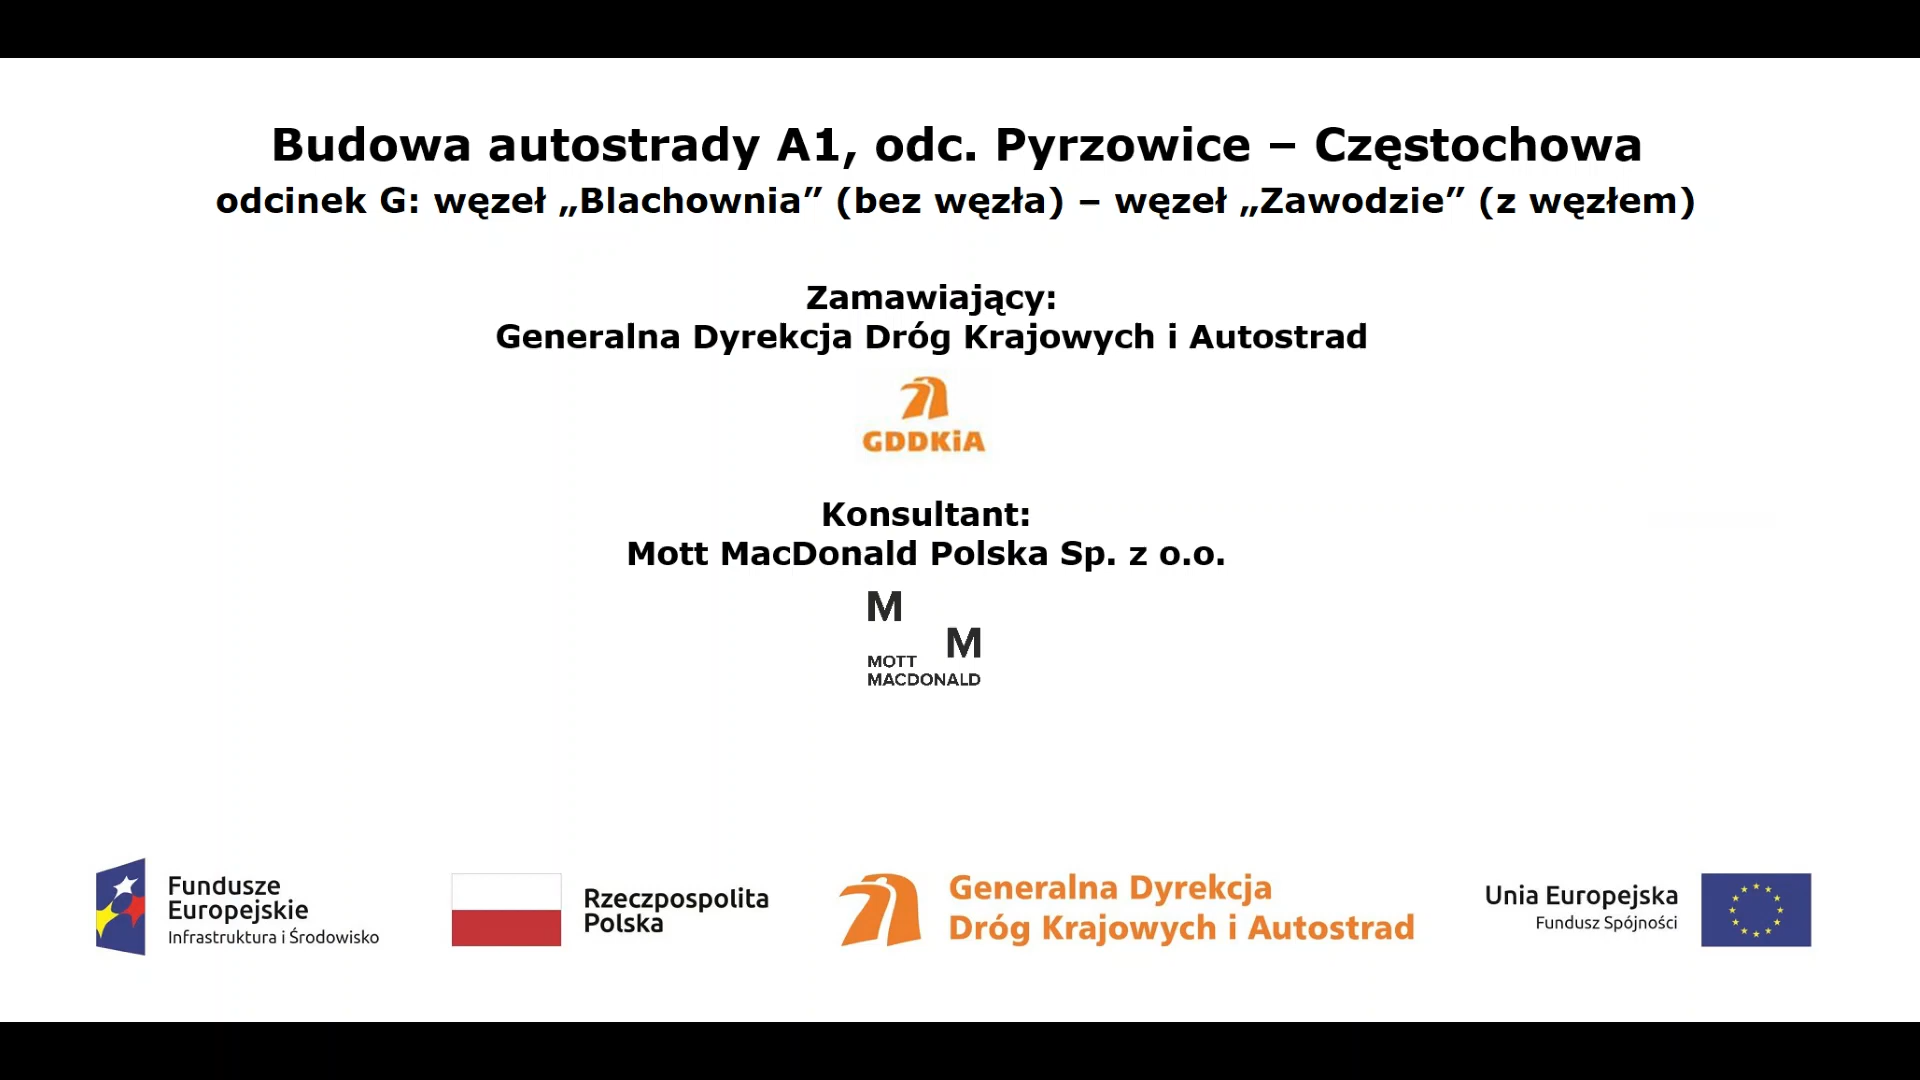 Budowa autostrady A1, odc. Pyrzowice – Częstochowa
odcinek G: węzeł „Blachownia” (bez węzła) – węzeł „Zawodzie” (z węzłem)
Zamawiający:
Generalna Dyrekcja Dróg Krajowych i Autostrad
GDDKiA
Konsultant:
Mott MacDonald Polska Sp. z o.o.
M
M
MOTT
MACDONALD
Fundusze
Europejskie
Infrastruktura i Środowisko
Rzeczpospolita
Polska
Generalna Dyrekcja
Dróg Krajowych i Autostrad
Unia Europejska
Fundusz Spójności